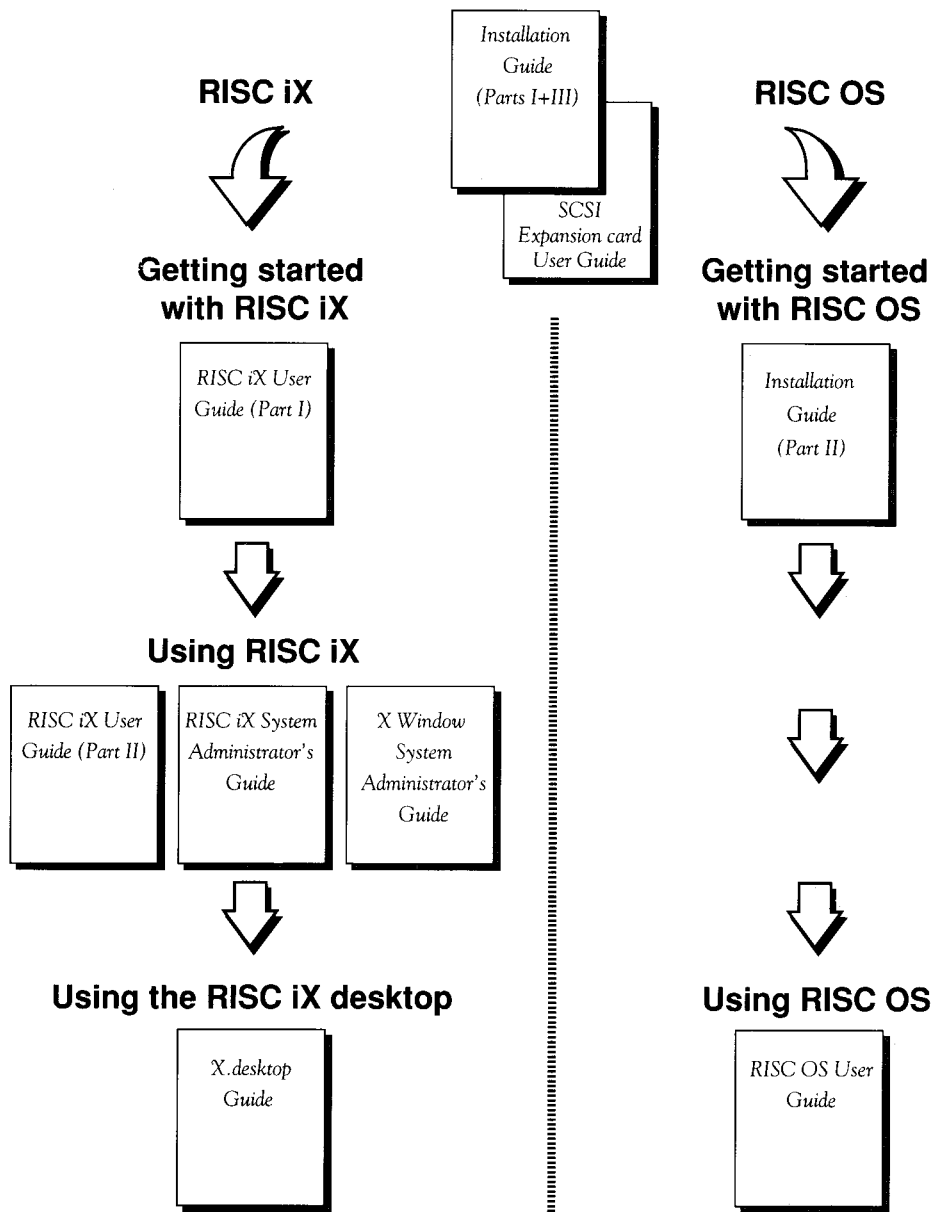 Installation
Guide
(Parts I+III)
SCSI
Expansion card
User Guide
RISC iX
Getting started
with RISC iX
RISC iX User
Guide (Part I)
Using RISC iX
RISC iX User
Guide (Part II)
RISC iX System
Administrator's
Guide
X Window
System
Administrator's
Guide
Using the RISC iX desktop
X.desktop
Guide
RISC OS
Getting started
with RISC OS
Installation
Guide
(Part II)
Using RISC OS
RISC OS User
Guide